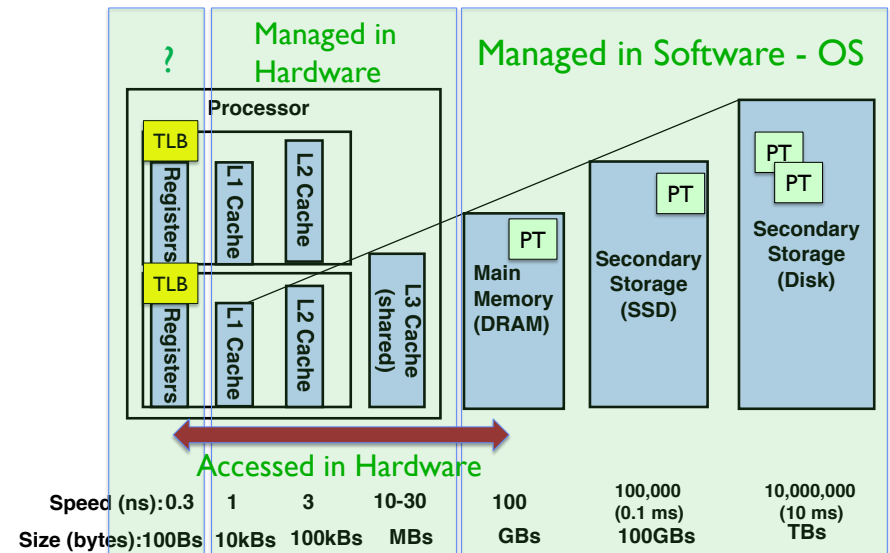 ?
Managed in
Hardware
Managed in Software - OS
Processor
TLB
Registers
L1 Cache
L2 Cache
TLB
Registers
L1 Cache
L2 Cache
L3 Cache
(shared)
PT
Main
Memory
(DRAM)
PT
Secondary
Storage
(SSD)
PT
PT
Secondary
Storage
(Disk)
Accessed in Hardware
Speed (ns): 0.3 1 3 10-30 100 100,000 10,000,000
(0.1 ms) (10 ms)
Size (bytes): 100Bs 10kBs 100kBs MBs GBs 100GBs TBs